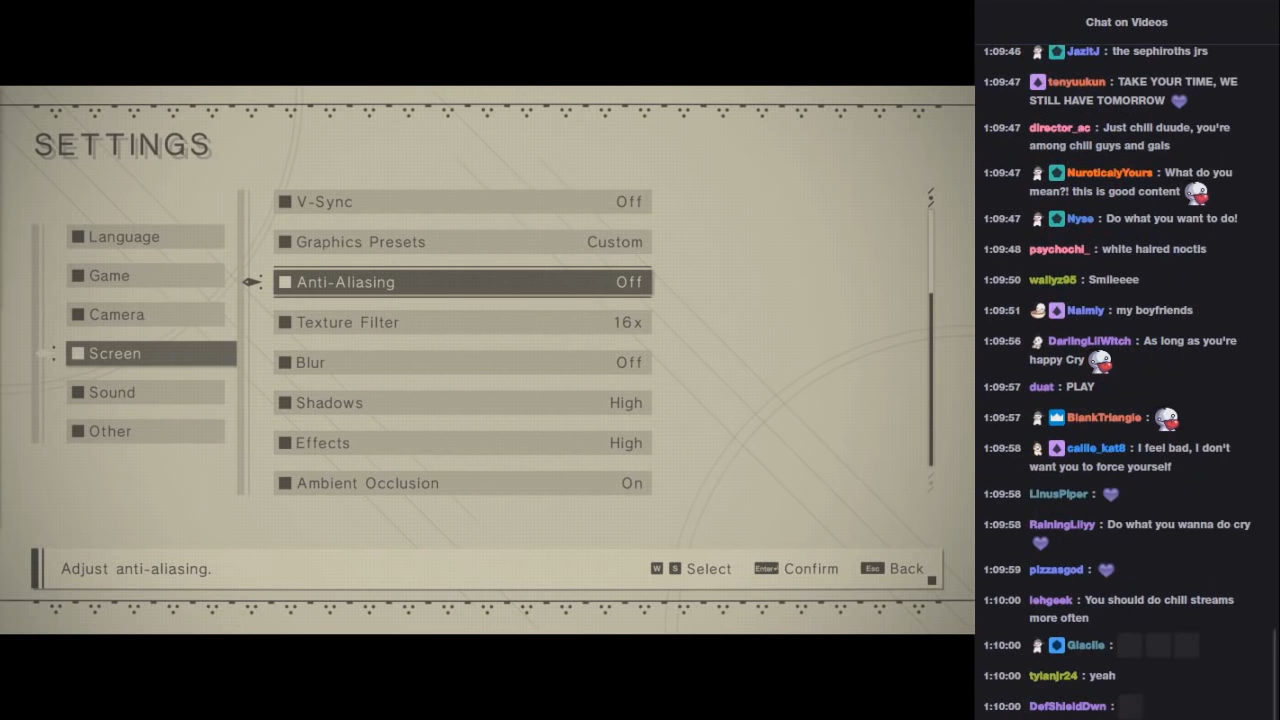 SETTINGS
Language
Game
Camera
Screen
Sound
Other
V-Sync Off
Graphics Presets Custom
Anti-Aliasing Off
Texture Filter 16x
Blur Off
Shadows High
Effects High
Ambient Occlusion On
Adjust anti-aliasing.
W S Select Enter Confirm Esc Back
Chat on Videos
1:09:46 JazitJ : the sephiroths jrs
1:09:47 tenyuukun : TAKE YOUR TIME, WE
STILL HAVE TOMORROW
1:09:47 director_ac : Just chill duude, you're
among chill guys and gals
1:09:47 NuroticalyYours : What do you
mean?! this is good content
1:09:47 Nyse : Do what you want to do!
1:09:48 psychochi_ : white haired noctis
1:09:50 wallyz95 : Smileeee
1:09:51 Naimly : my boyfriends
1:09:56 DarlingLilWitch : As long as you're
happy Cry
1:09:57 duat : PLAY
1:09:57 BlankTriangle :
1:09:58 callie_kat8 : I feel bad, I don't
want you to force yourself
1:09:58 LinusPiper :
1:09:58 RainingLilyy : Do what you wanna do cry
1:09:59 pizzasgod :
1:10:00 lehgeek : You should do chill streams
more often
1:10:00 Glacile :
1:10:00 tylanjr24 : yeah
1:10:00 DefShieldDwn :